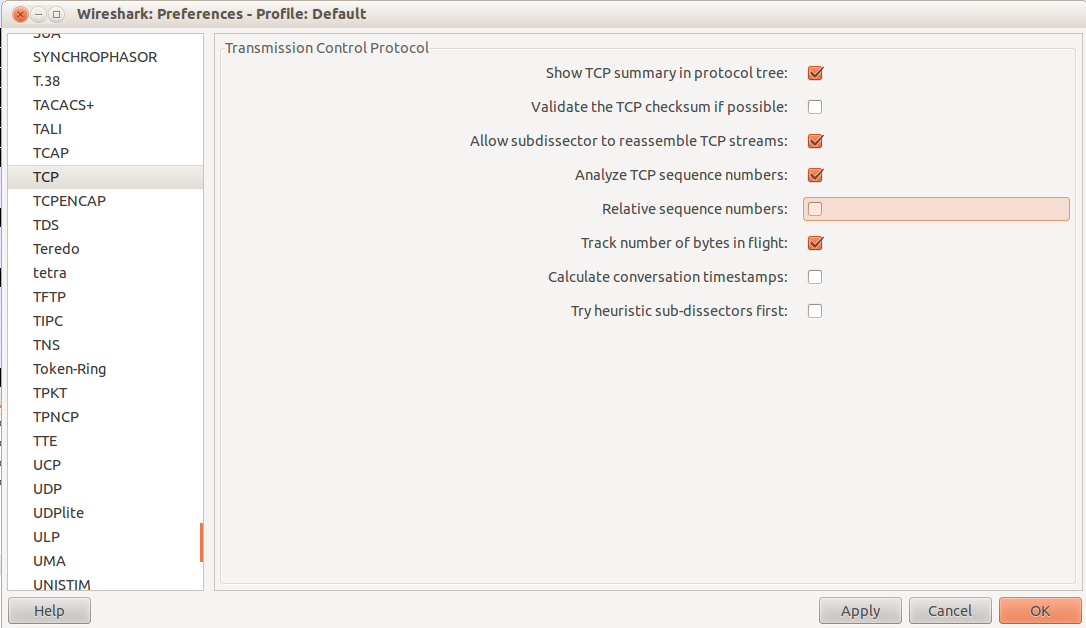 Wireshark: Preferences - Profile: Default
SUA
SYNCHROPHASOR
T.38
TACACS+
TALI
TCAP
TCP
TCPENCAP
TDS
Teredo
tetra
TFTP
TIPC
TNS
Token-Ring
TPKT
TPNCP
TTE
UCP
UDP
UDPlite
ULP
UMA
UNISTIM
Transmission Control Protocol
Show TCP summary in protocol tree:
Validate the TCP checksum if possible:
Allow subdissector to reassemble TCP streams:
Analyze TCP sequence numbers:
Relative sequence numbers:
Track number of bytes in flight:
Calculate conversation timestamps:
Try heuristic sub-dissectors first:
Help
Apply
Cancel
OK